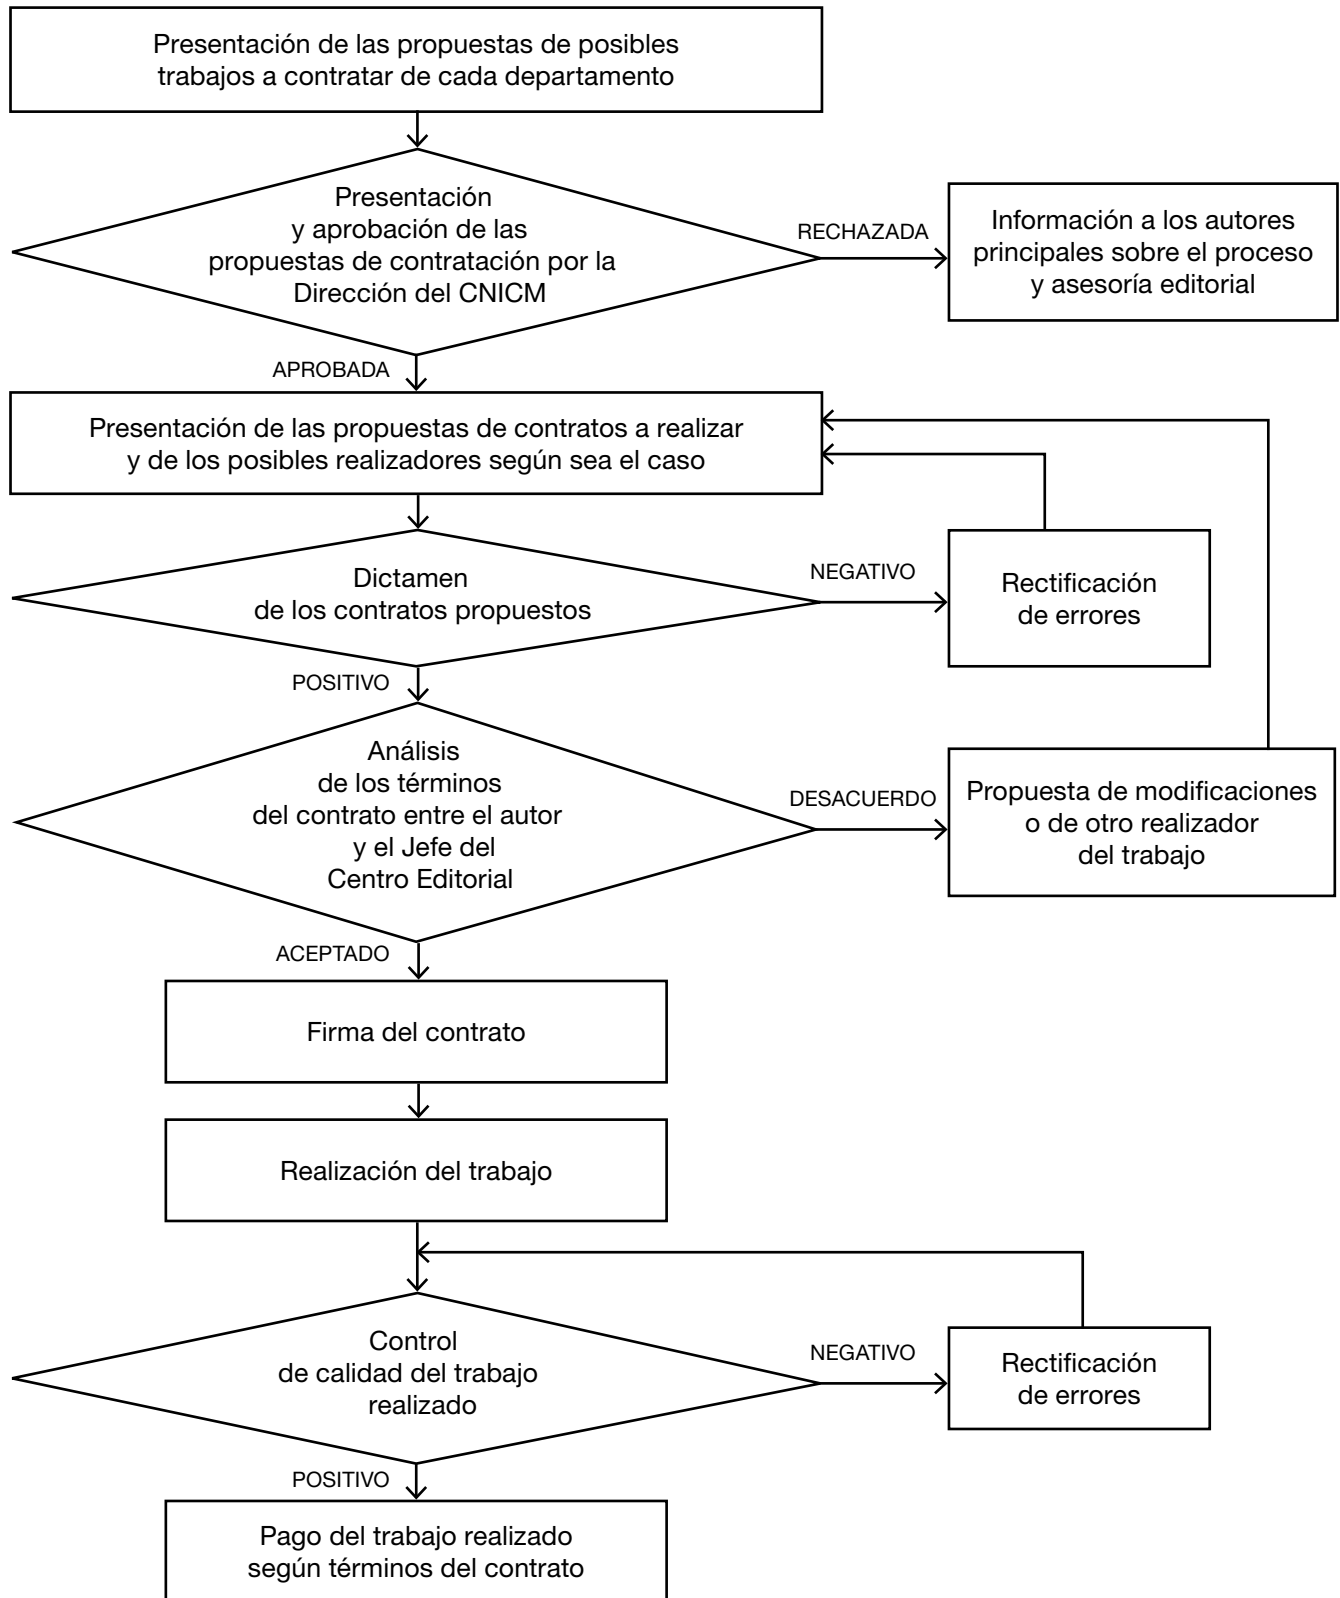 Presentación de las propuestas de posibles
trabajos a contratar de cada departamento
Presentación
y aprobación de las
propuestas de contratación por la
Dirección del CNICM
RECHAZADA
Información a los autores
principales sobre el proceso
y asesoría editorial
APROBADA
Presentación de las propuestas de contratos a realizar
y de los posibles realizadores según sea el caso
Dictamen
de los contratos propuestos
NEGATIVO
Rectificación
de errores
POSITIVO
Análisis
de los términos
del contrato entre el autor
y el Jefe del
Centro Editorial
DESACUERDO
Propuesta de modificaciones
o de otro realizador
del trabajo
ACEPTADO
Firma del contrato
Realización del trabajo
Control
de calidad del trabajo
realizado
NEGATIVO
Rectificación
de errores
POSITIVO
Pago del trabajo realizado
según términos del contrato